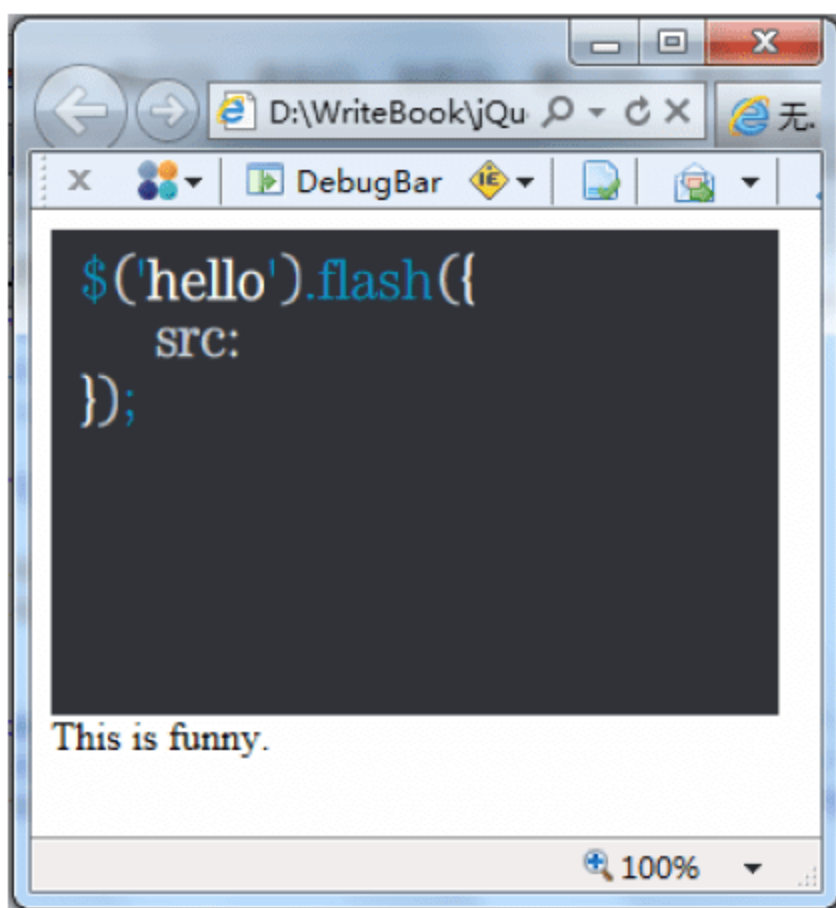 D:\WriteBook\jQu
无.
DebugBar
$('hello').flash({
src:
});
This is funny.
100%